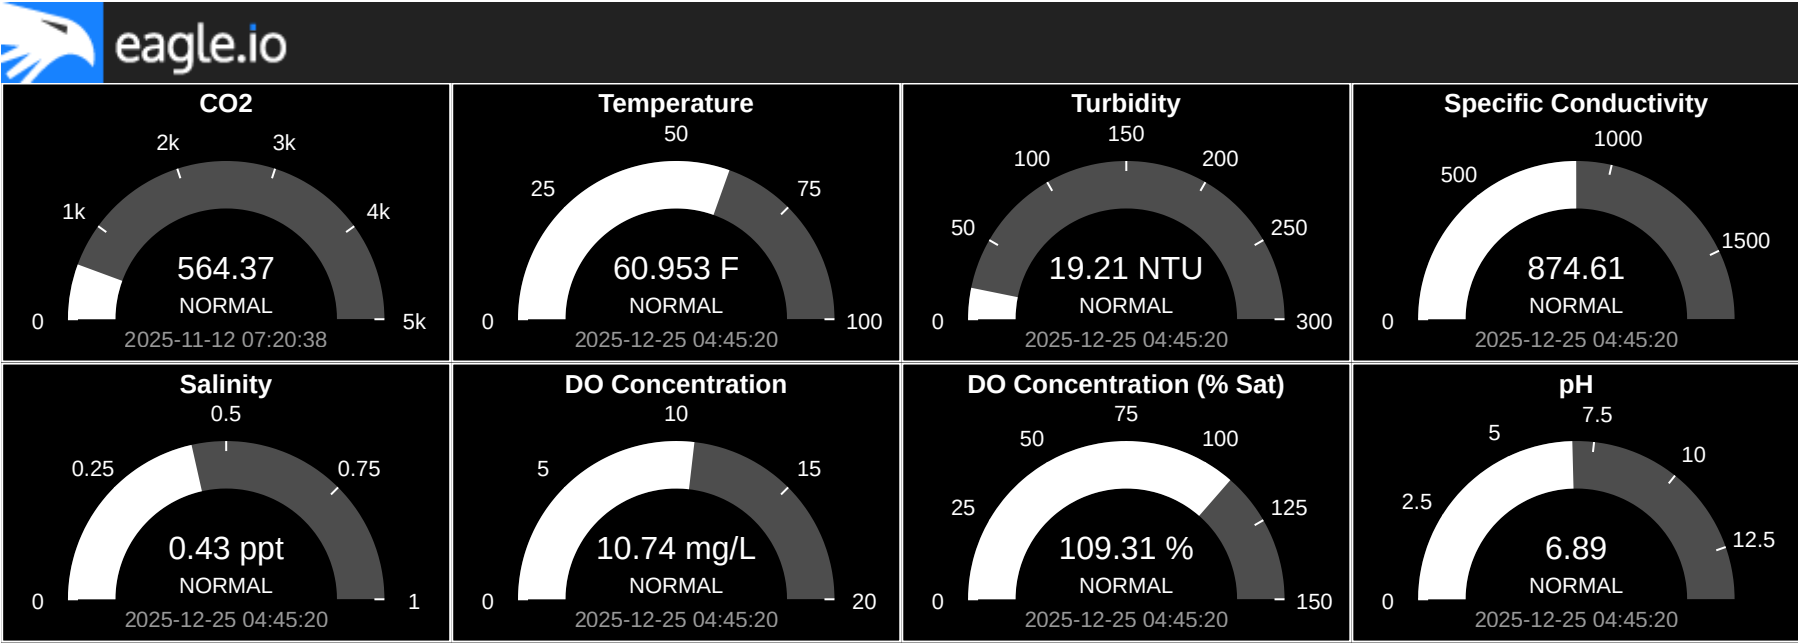 eagle.io
CO2
0
1k
2k
3k
4k
5k
564.37
NORMAL
2025-11-12 07:20:38
Temperature
0
25
50
75
100
60.953 F
NORMAL
2025-12-25 04:45:20
Turbidity
0
50
100
150
200
250
300
19.21 NTU
NORMAL
2025-12-25 04:45:20
Specific Conductivity
0
500
1000
1500
874.61
NORMAL
2025-12-25 04:45:20
Salinity
0
0.25
0.5
0.75
1
0.43 ppt
NORMAL
2025-12-25 04:45:20
DO Concentration
0
5
10
15
20
10.74 mg/L
NORMAL
2025-12-25 04:45:20
DO Concentration (% Sat)
0
25
50
75
100
125
150
109.31 %
NORMAL
2025-12-25 04:45:20
pH
0
2.5
5
7.5
10
12.5
6.89
NORMAL
2025-12-25 04:45:20